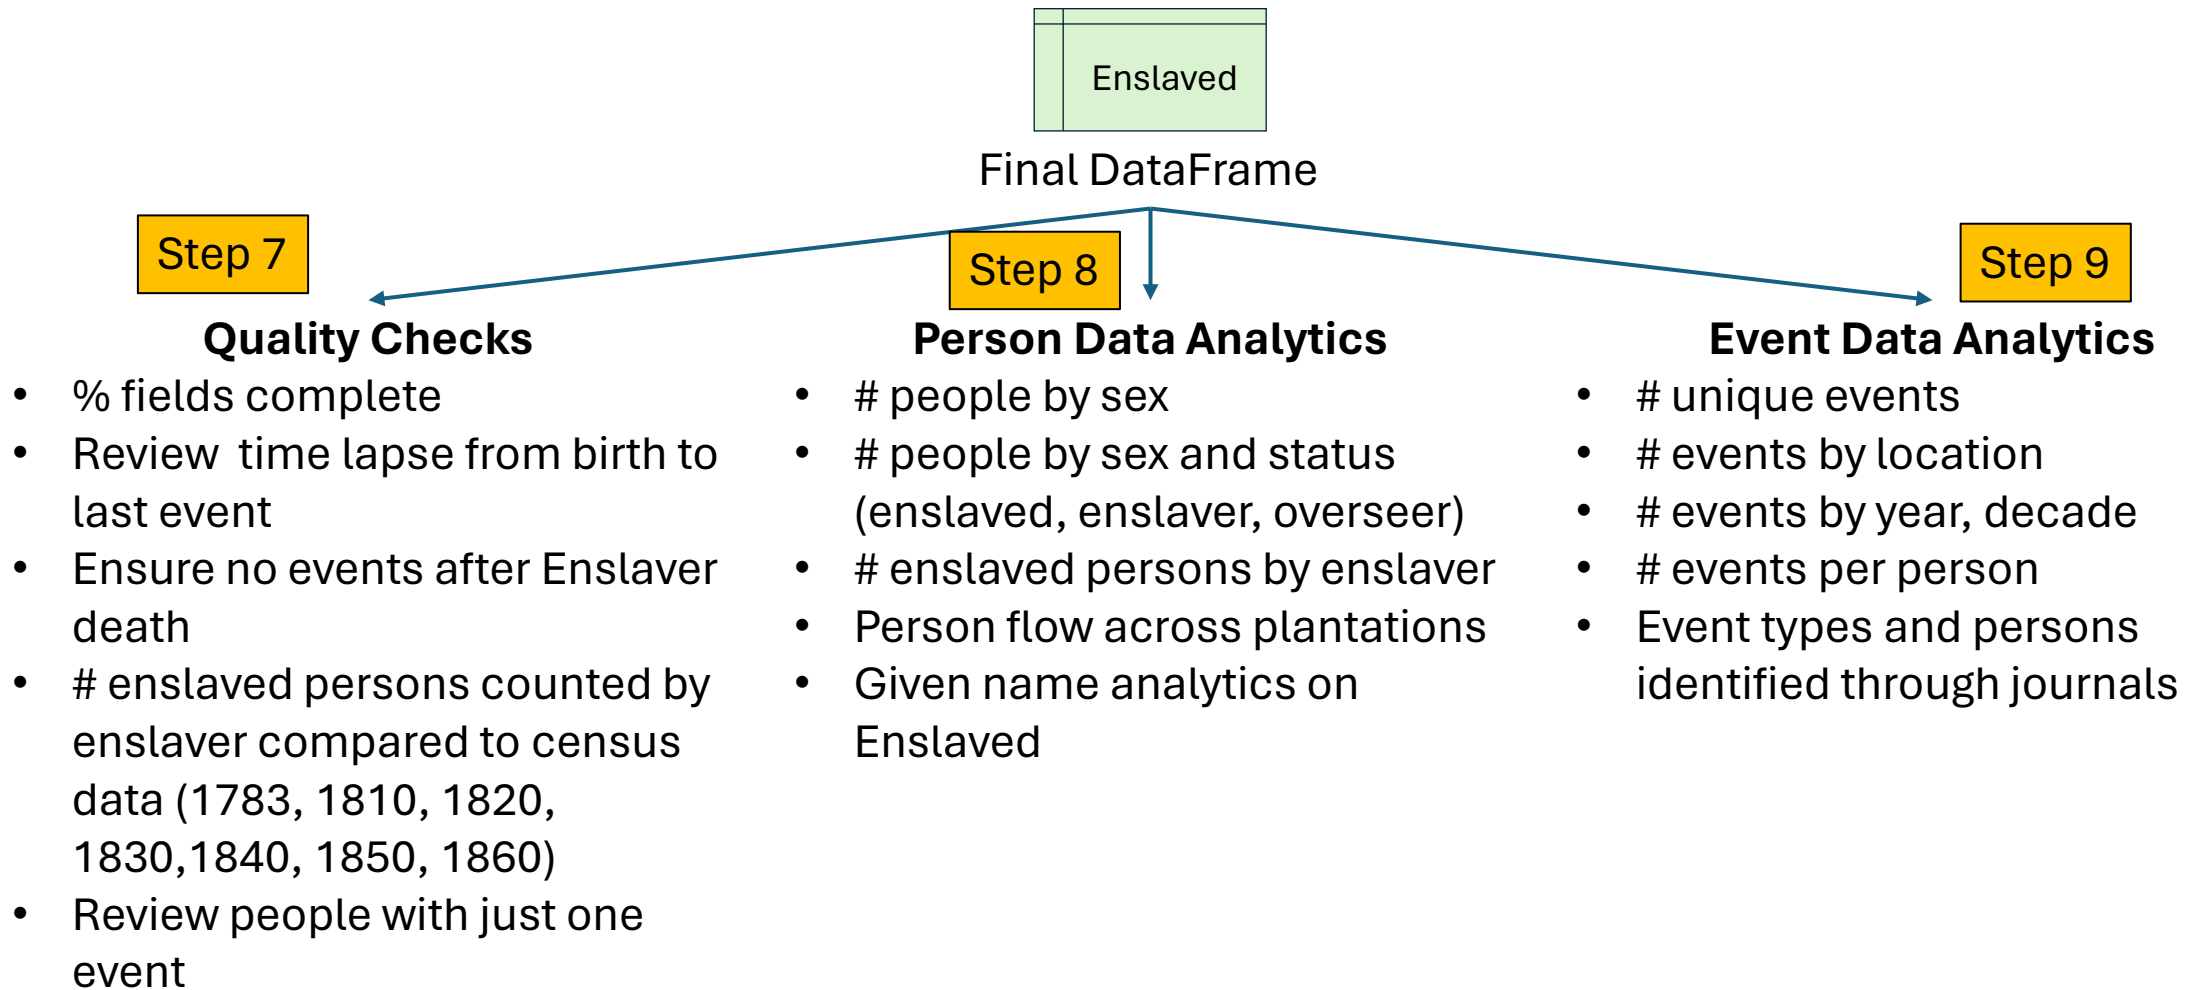 Enslaved
Final DataFrame
Step 7
Quality Checks
• % fields complete
• Review  time lapse from birth to
last event
• Ensure no events after Enslaver
death
• # enslaved persons counted by
enslaver compared to census
data (1783, 1810, 1820,
1830,1840, 1850, 1860)
• Review people with just one
event
Step 8
Person Data Analytics
• # people by sex
• # people by sex and status
(enslaved, enslaver, overseer)
• # enslaved persons by enslaver
• Person flow across plantations
• Given name analytics on
Enslaved
Step 9
Event Data Analytics
• # unique events
• # events by location
• # events by year, decade
• # events per person
• Event types and persons
identified through journals